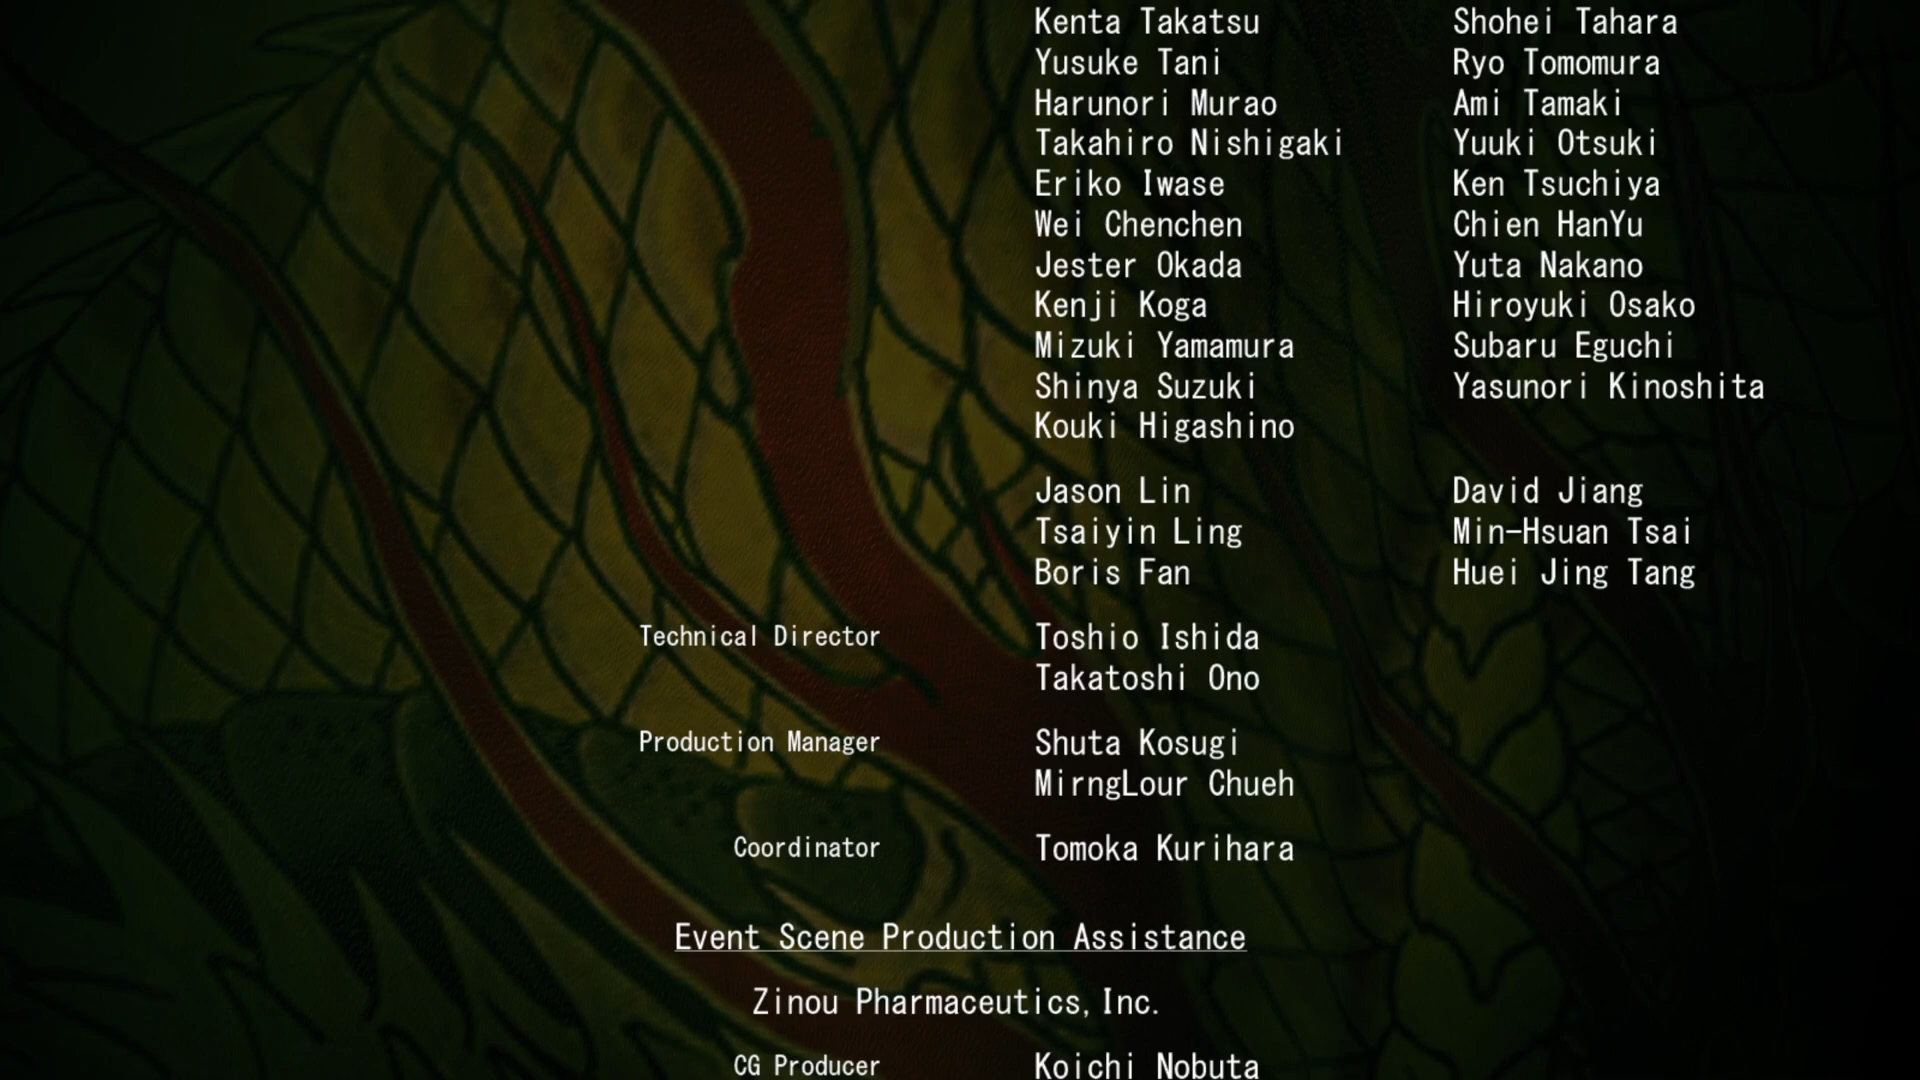 Kenta Takatsu Shohei Tahara
Yusuke Tani Ryo Tomomura
Harunori Murao Ami Tamaki
Takahiro Nishigaki Yuuki Otsuki
Eriko Iwase Ken Tsuchiya
Wei Chenchen Chien HanYu
Jester Okada Yuta Nakano
Kenji Koga Hiroyuki Osako
Mizuki Yamamura Subaru Eguchi
Shinya Suzuki Yasunori Kinoshita
Kouki Higashino
Jason Lin David Jiang
Tsaiyin Ling Min-Hsuan Tsai
Boris Fan Huei Jing Tang
Technical Director Toshio Ishida
Takatoshi Ono
Production Manager Shuta Kosugi
MirngLour Chueh
Coordinator Tomoka Kurihara
Event Scene Production Assistance
Zinou Pharmaceutics, Inc.
CG Producer Koichi Nobuta